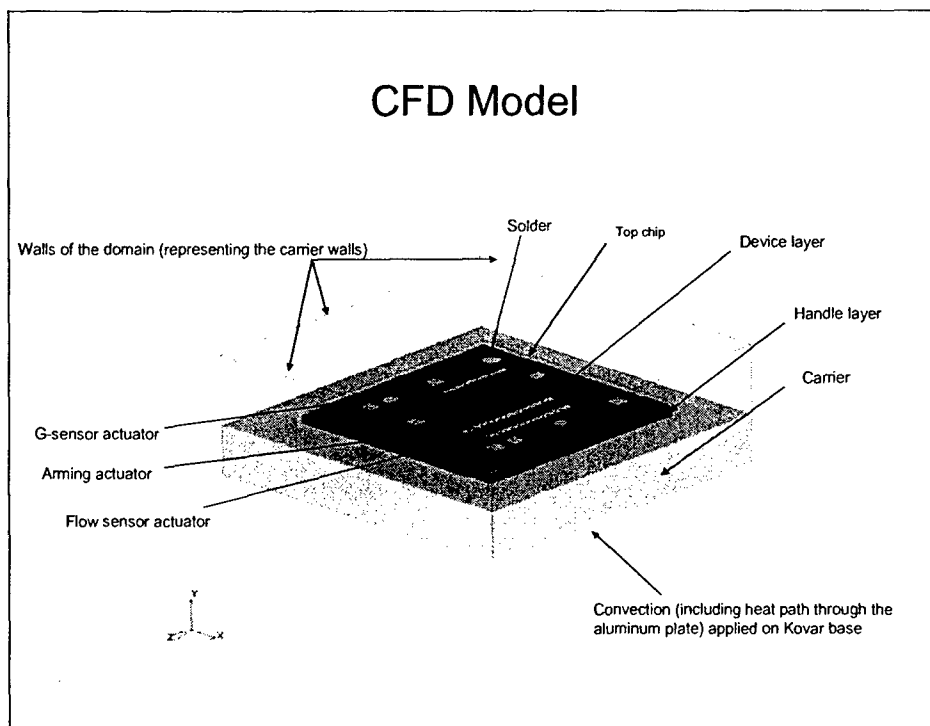 CFD Model
Solder
Top chip
Device layer
Walls of the domain (representing the carrier walls)
Handle layer
Carrier
G-sensor actuator
Arming actuator
Flow sensor actuator
Convection (including heat path through the
aluminum plate) applied on Kovar base
Y
Z
X